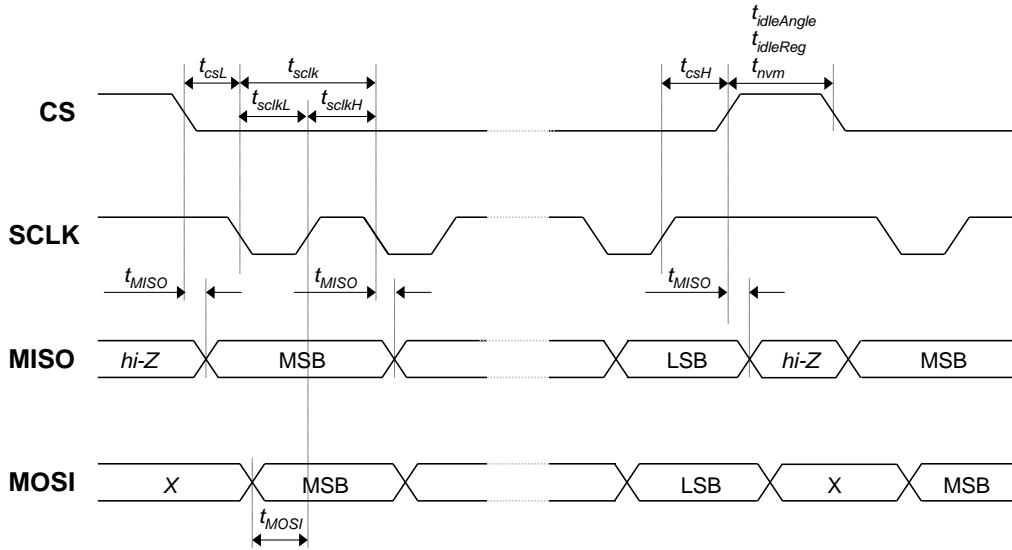 t_idleAngle
t_idleReg
t_csL t_sclk t_csH t_nvm
t_sclkL t_sclkH
CS
SCLK
t_MISO t_MISO t_MISO
MISO hi-Z MSB LSB hi-Z MSB
MOSI X MSB LSB X MSB
t_MOSI